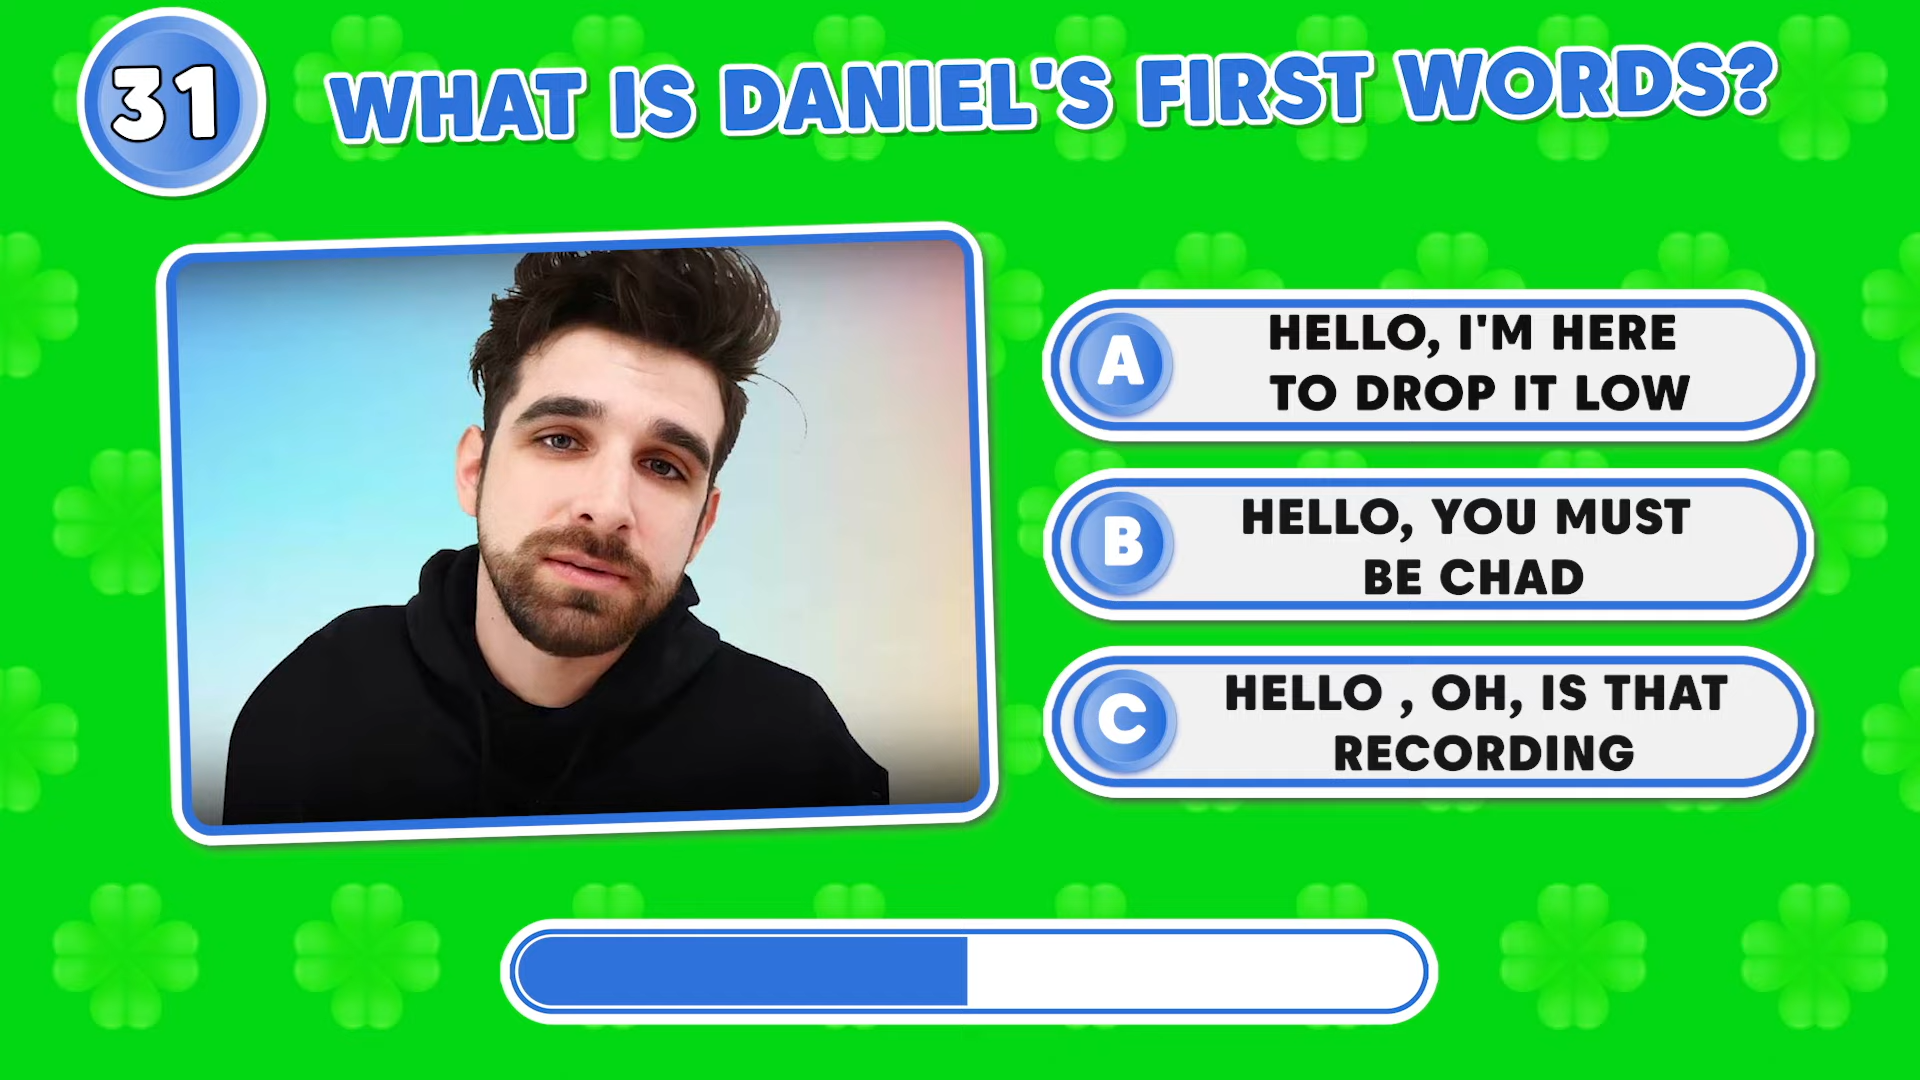 31
WHAT IS DANIEL'S FIRST WORDS?
A
HELLO, I'M HERE
TO DROP IT LOW
B
HELLO, YOU MUST
BE CHAD
C
HELLO , OH, IS THAT
RECORDING